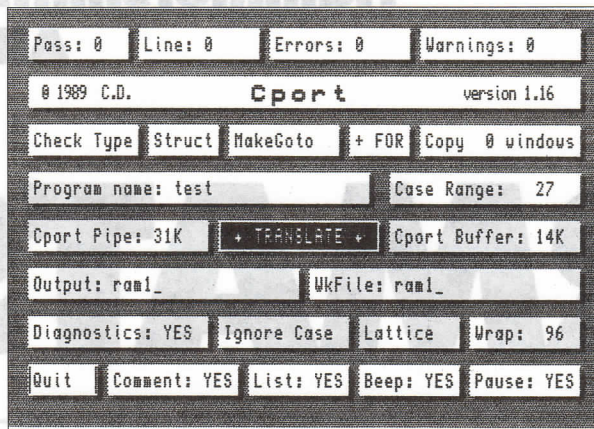 Pass: 0 Line: 0 Errors: 0 Warnings: 0
© 1989 C.D. Cport version 1.16
Check Type Struct MakeGoto + FOR Copy 0 windows
Program name: test Case Range: 27
Cport Pipe: 31K ↓ TRANSLATE ↓ Cport Buffer: 14K
Output: ram1_ WkFile: ram1_
Diagnostics: YES Ignore Case Lattice Wrap: 96
Quit Comment: YES List: YES Beep: YES Pause: YES